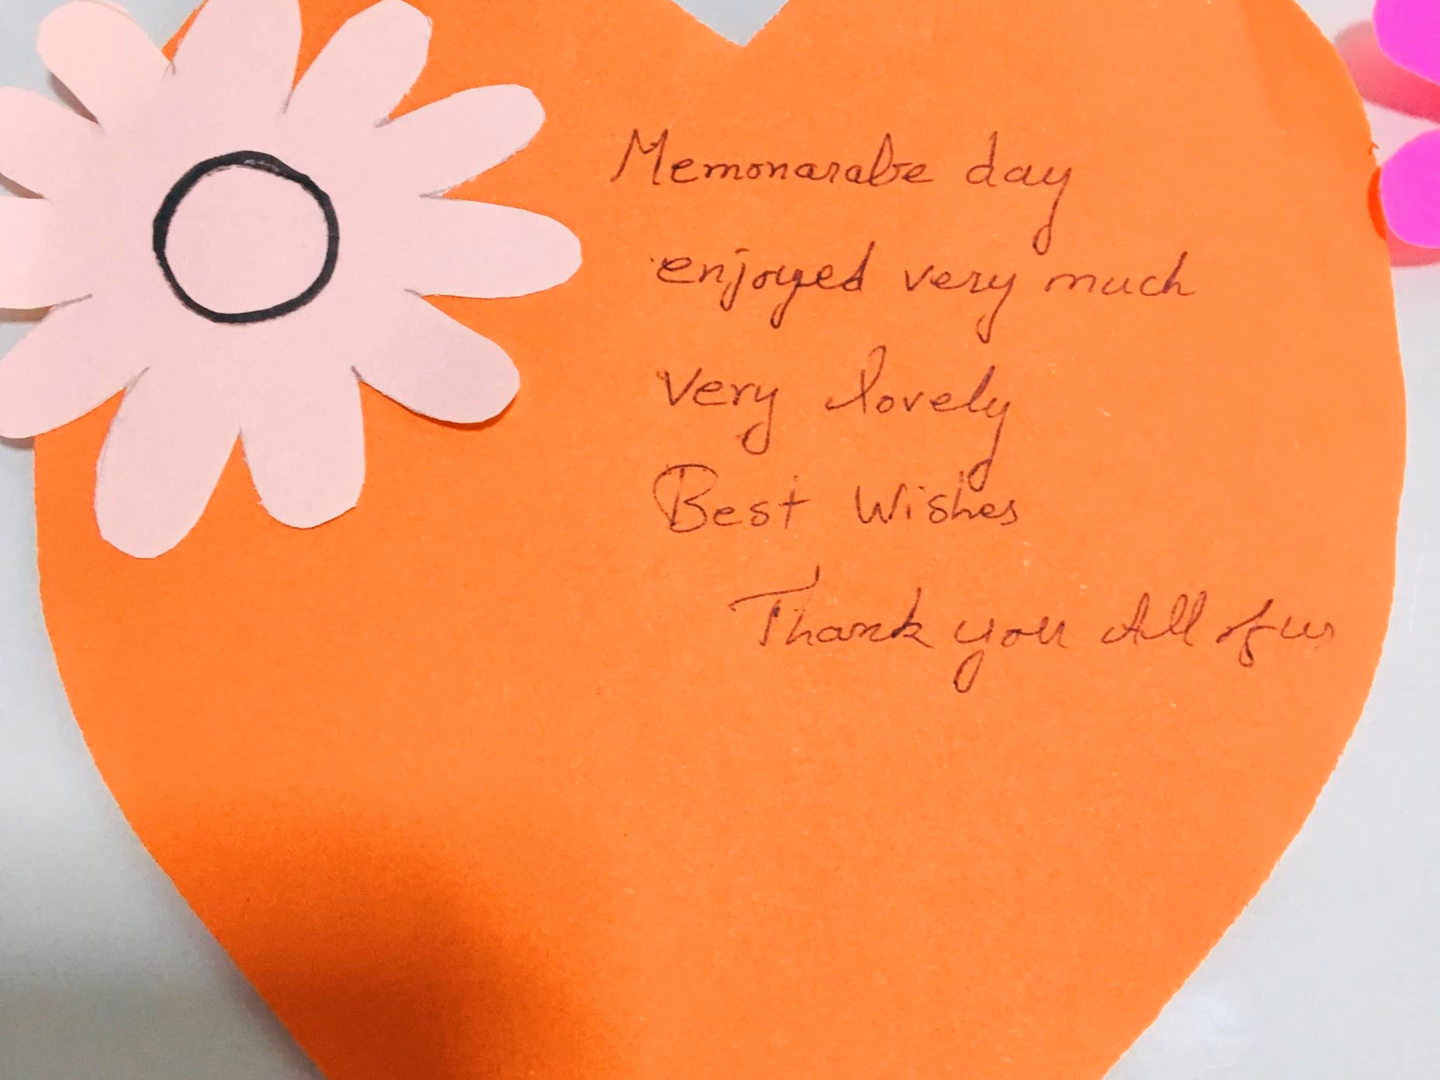 Memonarabe day
enjoyed very much
very lovely
Best Wishes
Thank you All of us